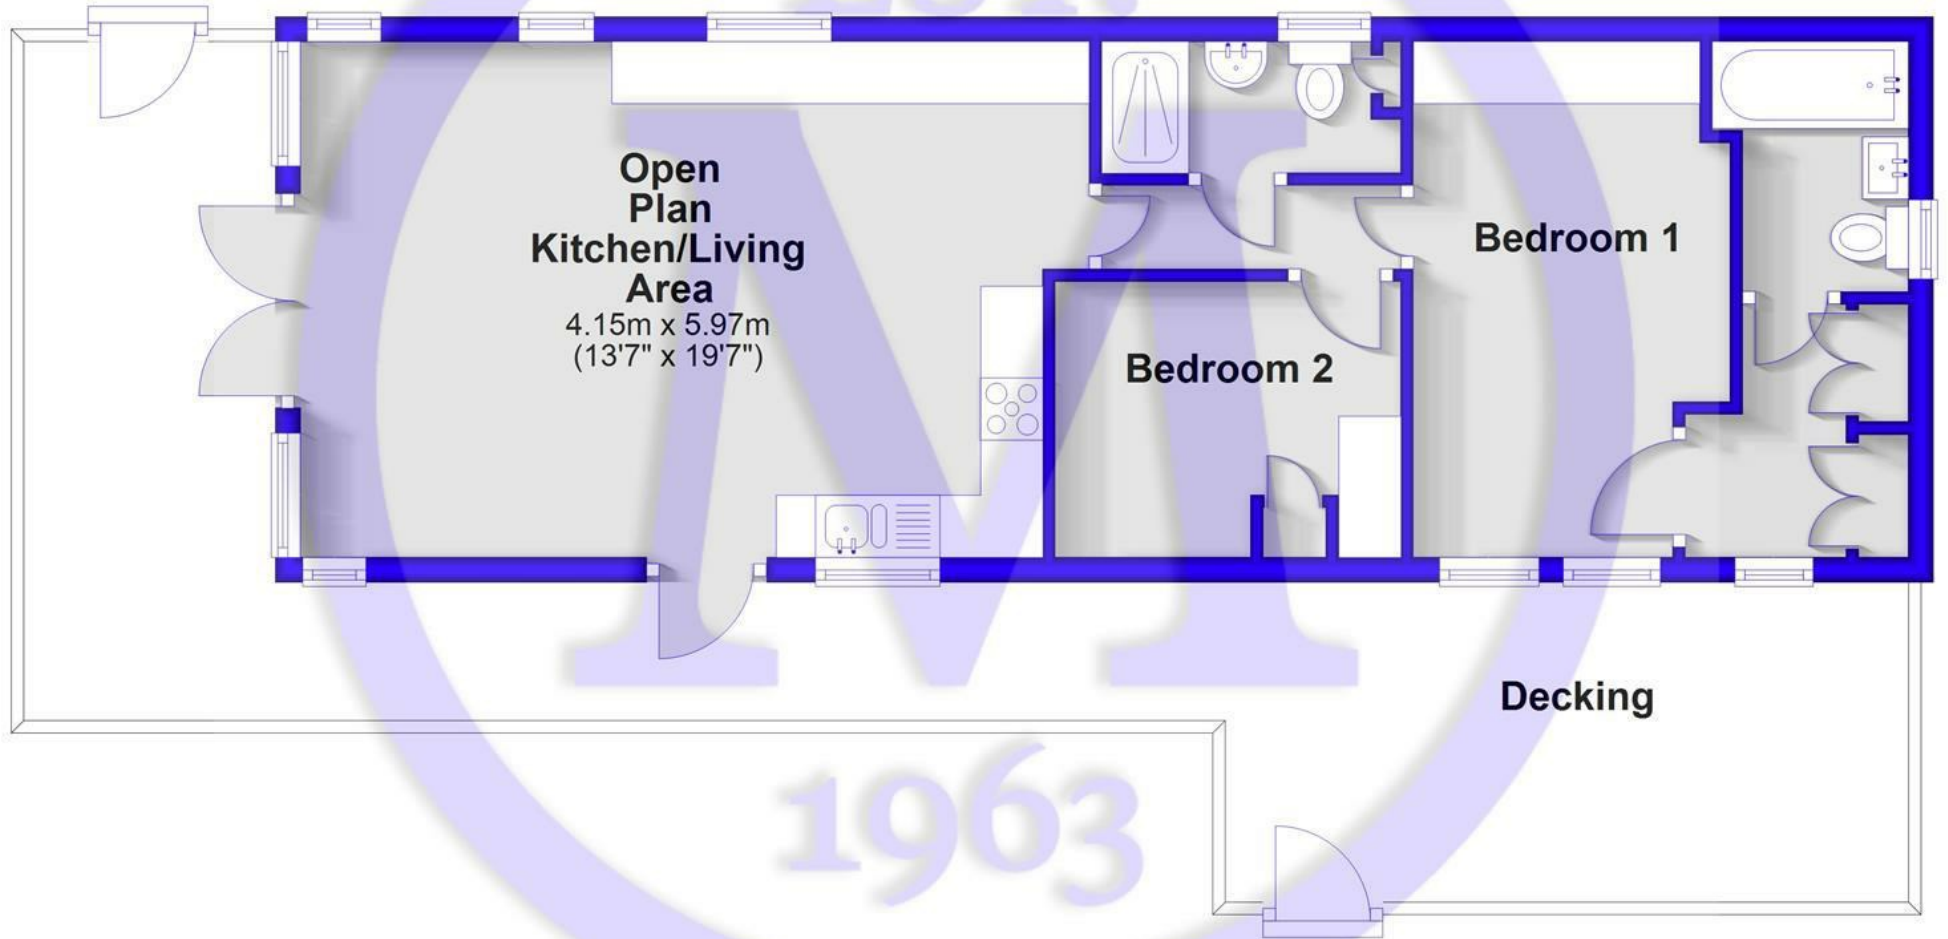 EST.
Open
Plan
Kitchen/Living
Area
4.15m x 5.97m
(13'7" x 19'7")
Bedroom 1
Bedroom 2
M
Decking
1963